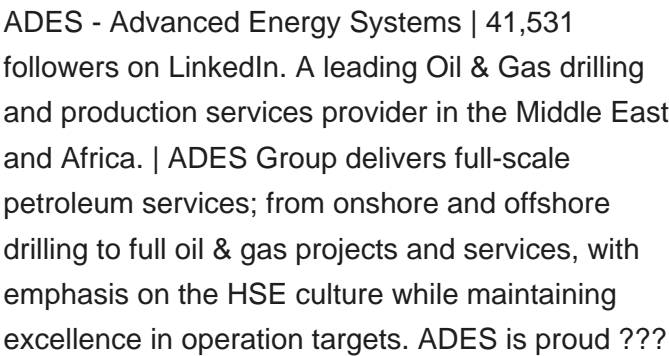 ADES - Advanced Energy Systems | 41,531
followers on LinkedIn. A leading Oil & Gas drilling
and production services provider in the Middle East
and Africa. | ADES Group delivers full-scale
petroleum services; from onshore and offshore
drilling to full oil & gas projects and services, with
emphasis on the HSE culture while maintaining
excellence in operation targets. ADES is proud ???